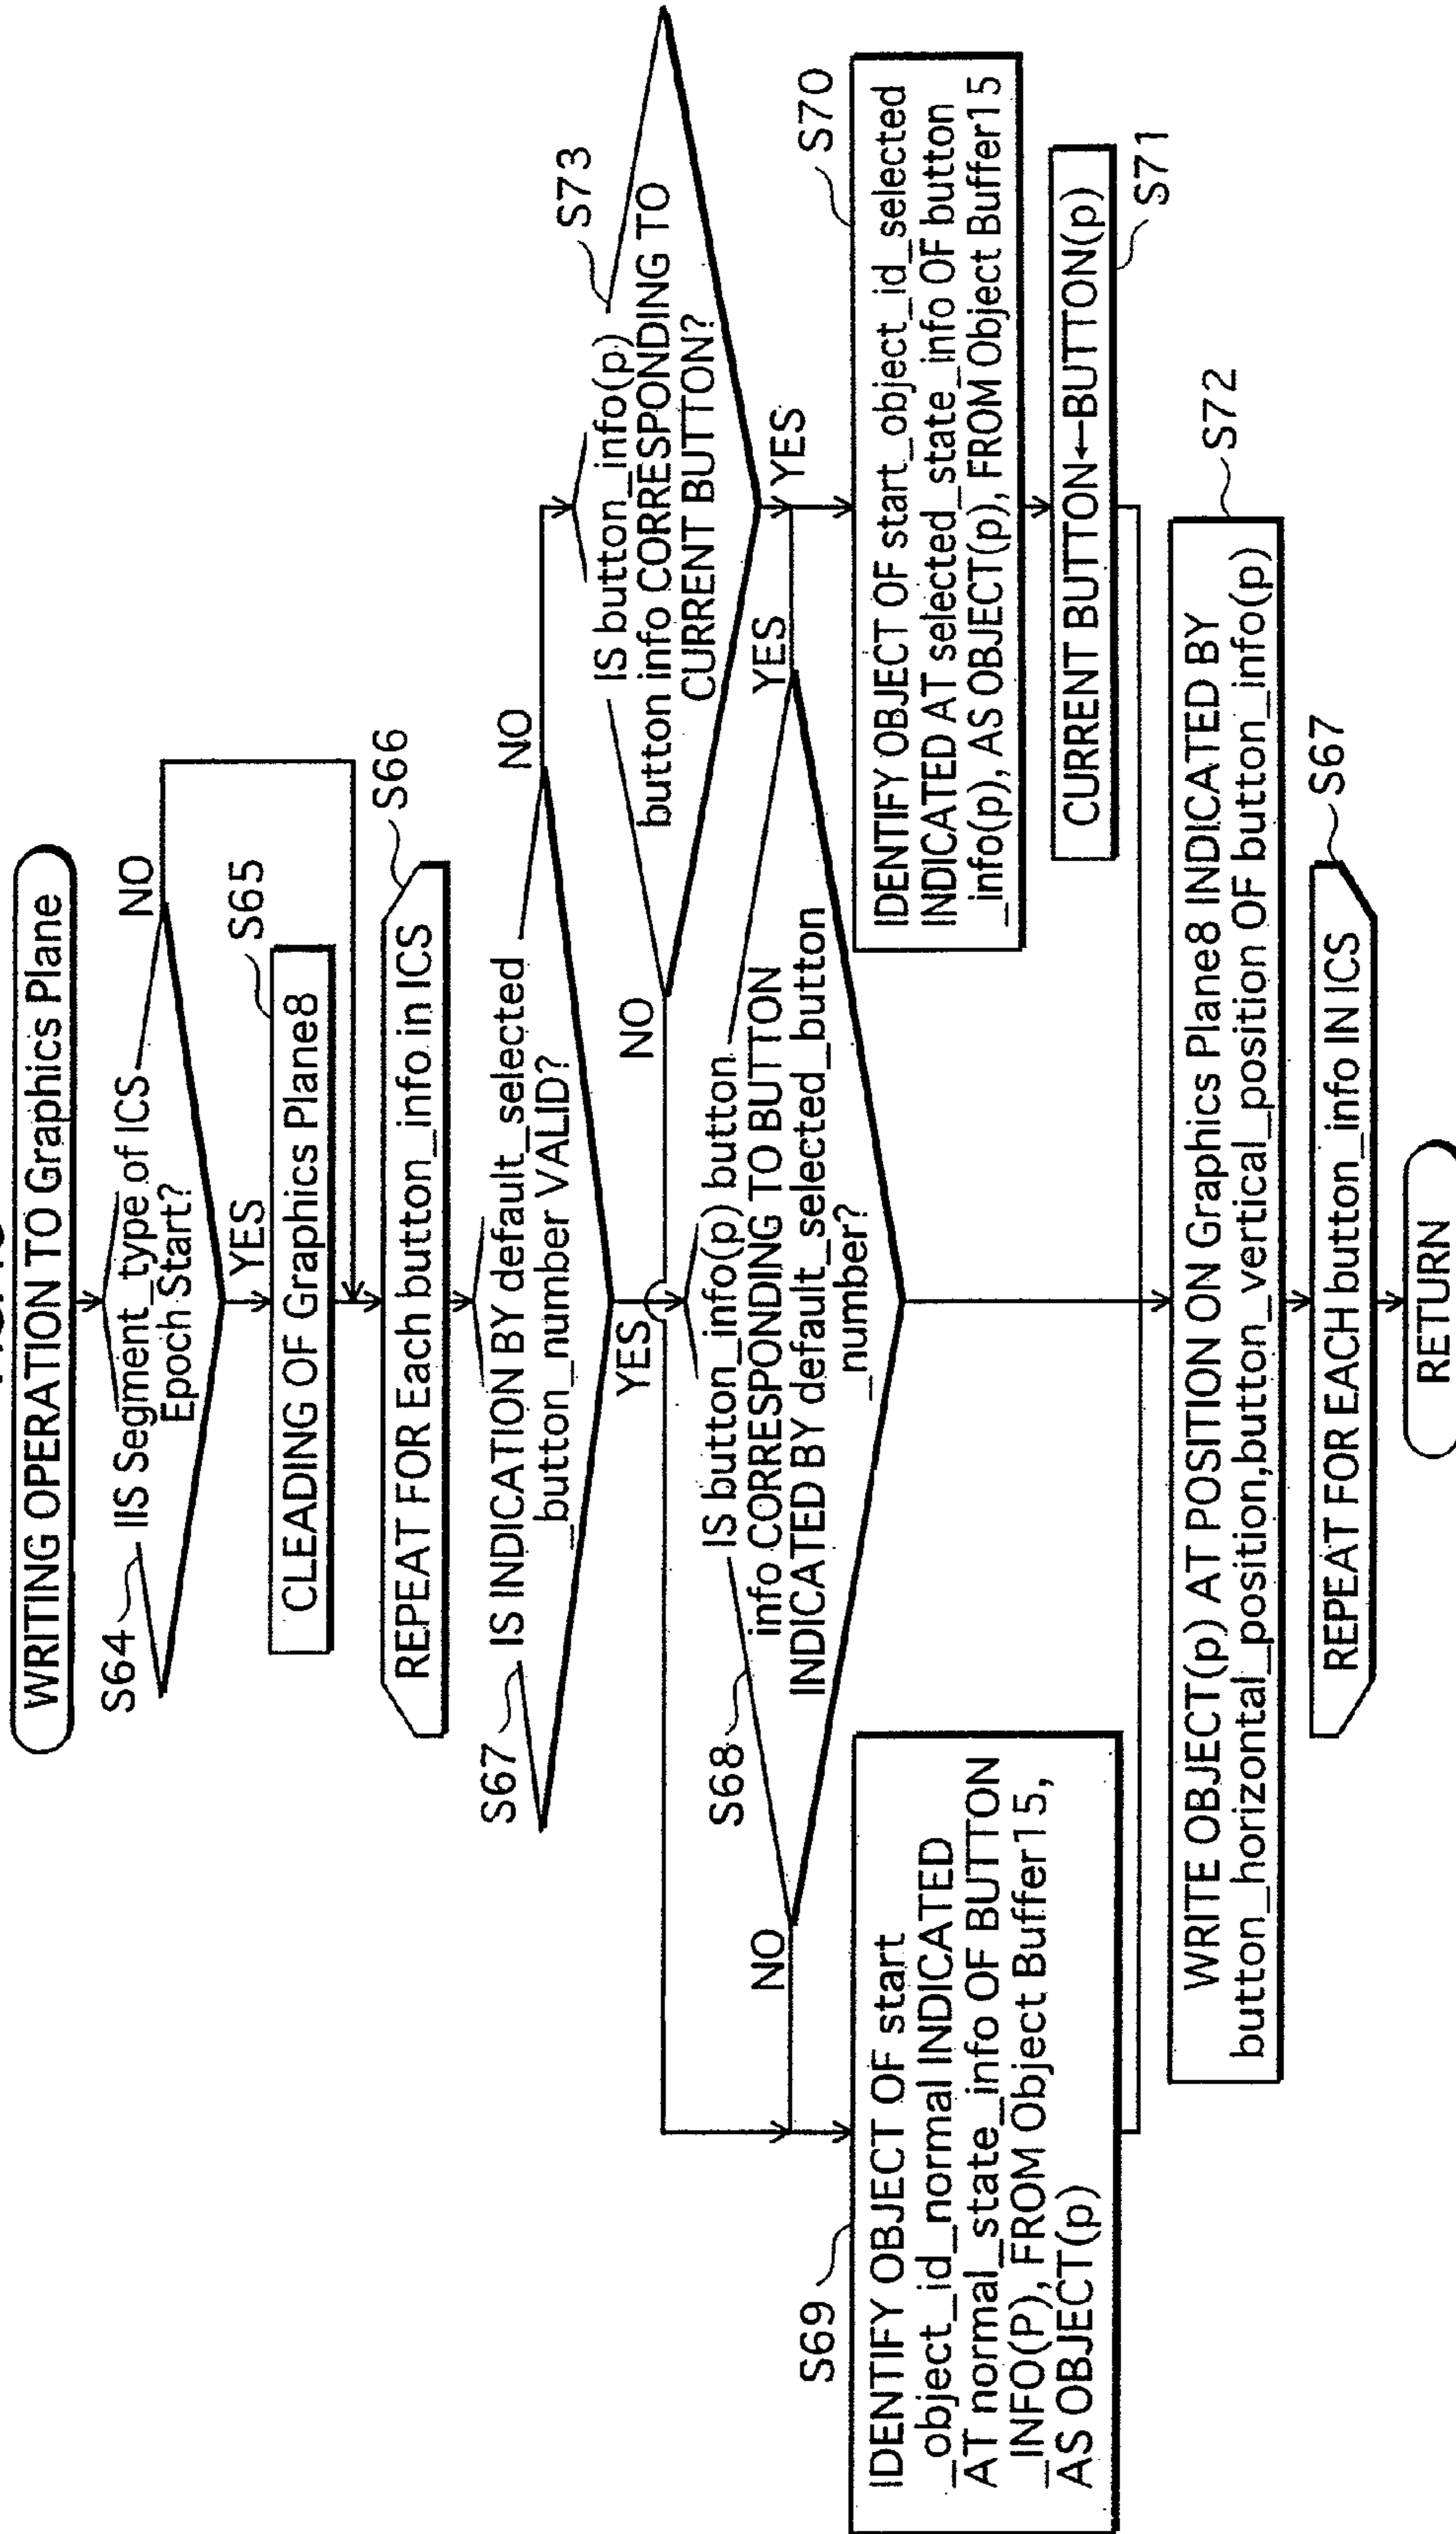 WRITING OPERATION TO Graphics Plane
S64
IIS Segment_type of ICS
Epoch Start?
NO
YES
S65
CLEADING OF Graphics Plane8
S66
REPEAT FOR Each button_info in ICS
S67
IS INDICATION BY default_selected
_button_number VALID?
NO
YES
S73
IS button_info(p)
button info CORRESPONDING TO
CURRENT BUTTON?
NO
YES
S68
IS button_info(p) button
info CORRESPONDING TO BUTTON
INDICATED BY default_selected_button
_number?
NO
YES
S69
IDENTIFY OBJECT OF start
_object_id_normal INDICATED
AT normal_state_info OF BUTTON
_INFO(P), FROM Object Buffer15,
AS OBJECT(p)
S70
IDENTIFY OBJECT OF start_object_id_selected
INDICATED AT selected_state_info OF button
_info(p), AS OBJECT(p), FROM Object Buffer15
CURRENT BUTTON←BUTTON(p)
S71
S72
WRITE OBJECT(p) AT POSITION ON Graphics Plane8 INDICATED BY
button_horizontal_position,button_vertical_position OF button_info(p)
S67
REPEAT FOR EACH button_info IN ICS
RETURN